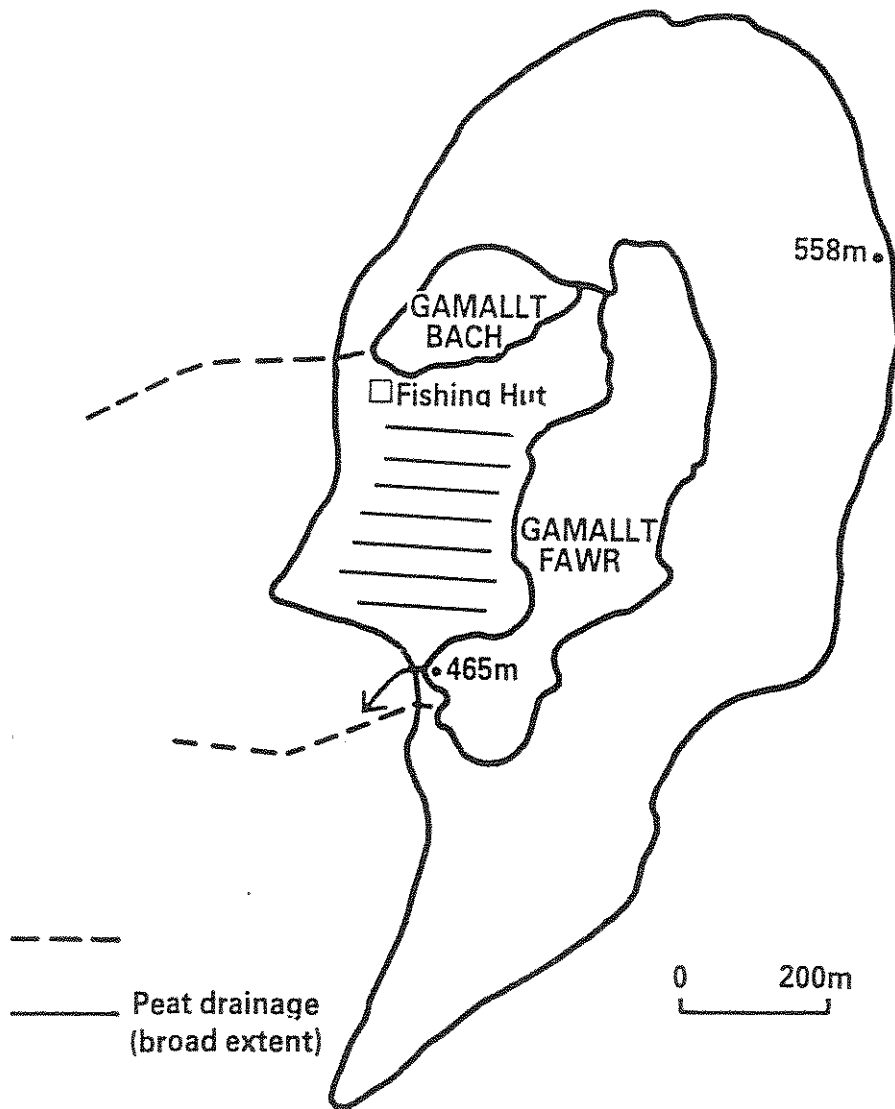 558m
GAMALLT
BACH
Fishing Hut
GAMALLT
FAWR
465m
0 200m
Peat drainage
(broad extent)